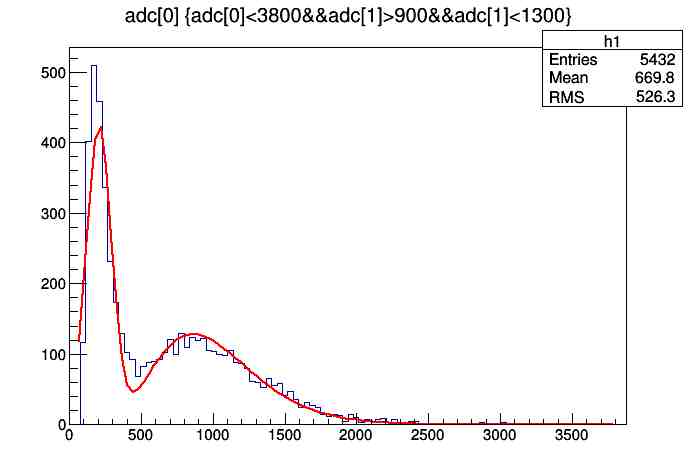 adc[0] {adc[0]<3800&&adc[1]>900&&adc[1]<1300}
h1
Entries 5432
Mean 669.8
RMS 526.3
500
400
300
200
100
0
0 500 1000 1500 2000 2500 3000 3500